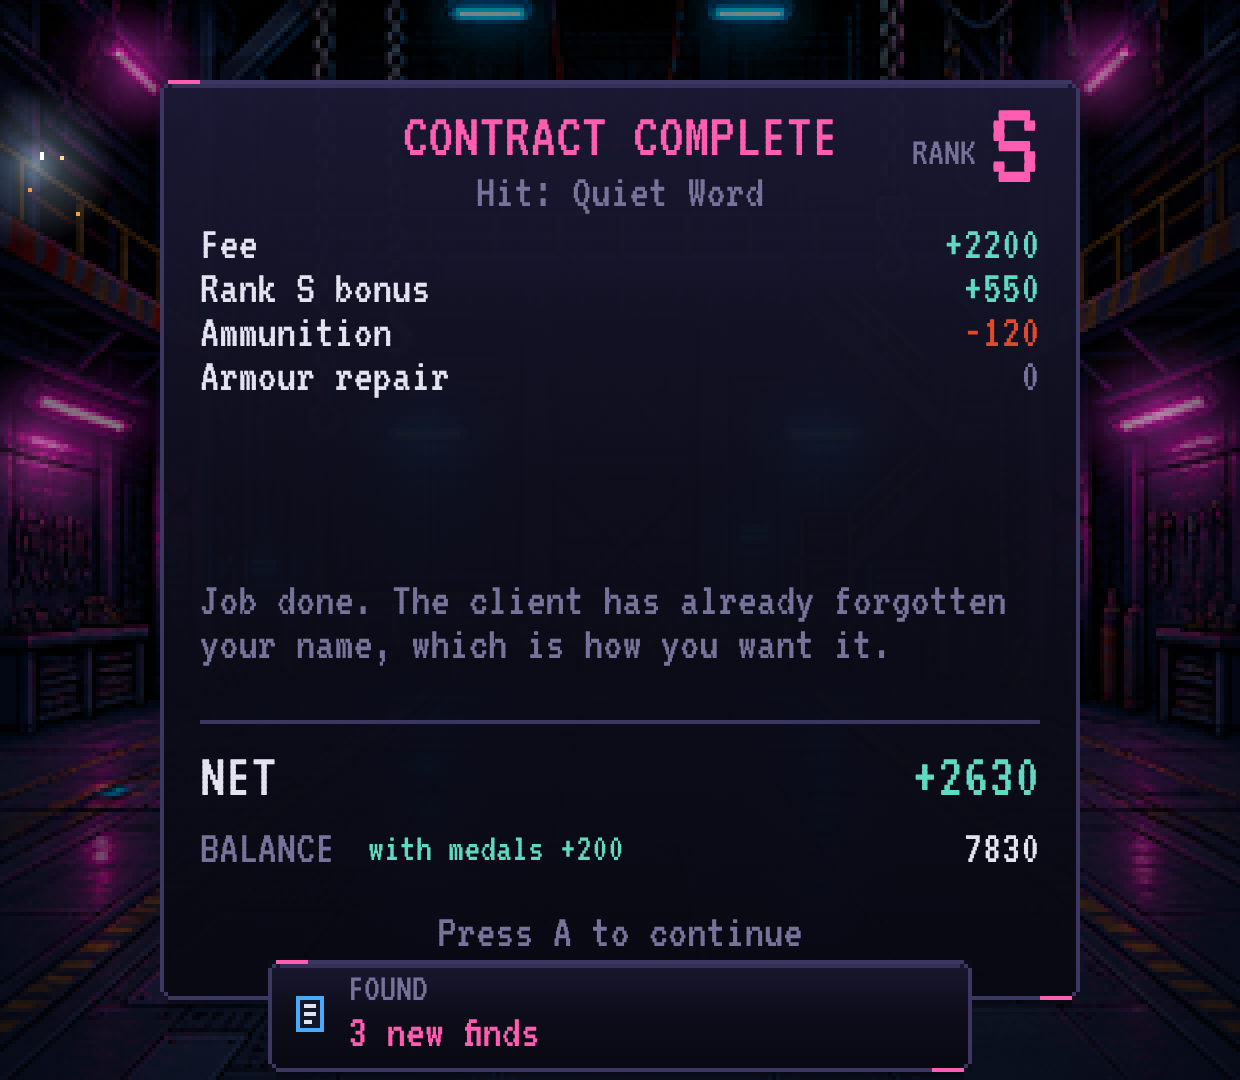 CONTRACT COMPLETE
RANK S
Hit: Quiet Word
Fee +2200
Rank S bonus +550
Ammunition -120
Armour repair 0
Job done. The client has already forgotten
your name, which is how you want it.
NET +2630
BALANCE with medals +200 7830
Press A to continue
FOUND
3 new finds